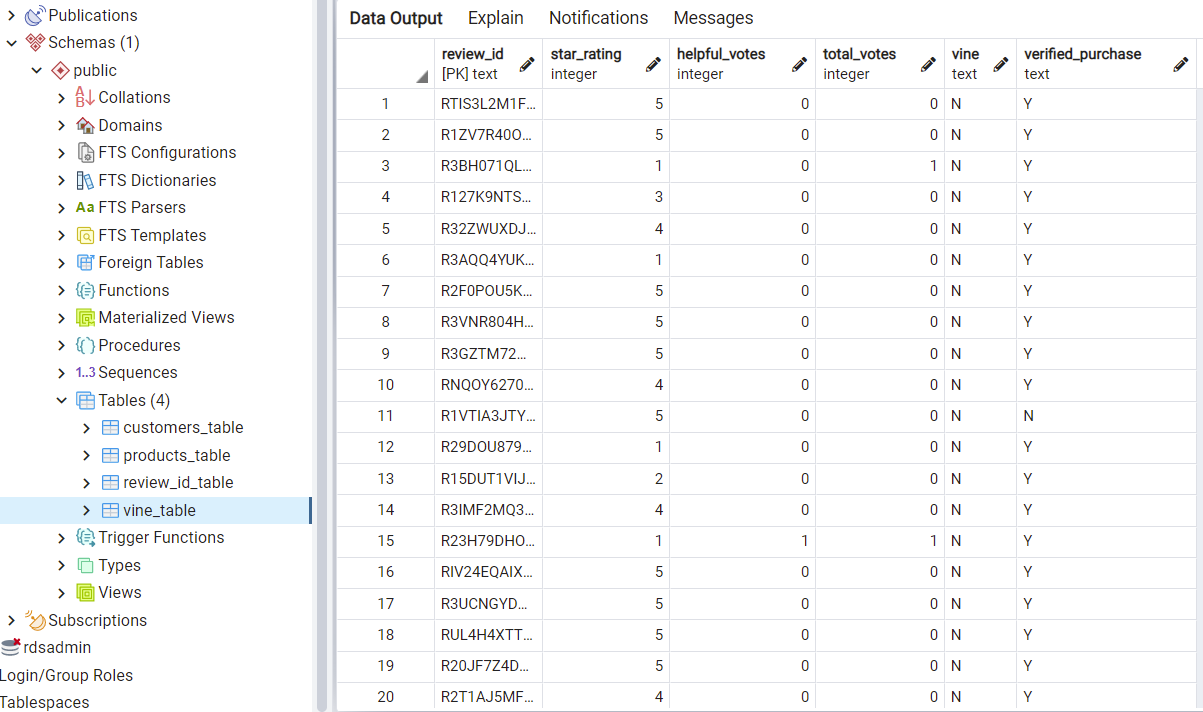 Publications
Schemas (1)
public
Collations
Domains
FTS Configurations
FTS Dictionaries
Aa FTS Parsers
FTS Templates
Foreign Tables
Functions
Materialized Views
Procedures
1..3 Sequences
Tables (4)
customers_table
products_table
review_id_table
vine_table
Trigger Functions
Types
Views
Subscriptions
rdsadmin
Login/Group Roles
Tablespaces
Data Output Explain Notifications Messages
review_id star_rating helpful_votes total_votes vine verified_purchase
[PK] text integer integer integer text text
1 RTIS3L2M1F... 5 0 0 N Y
2 R1ZV7R40O... 5 0 0 N Y
3 R3BH071QL... 1 0 1 N Y
4 R127K9NTS... 3 0 0 N Y
5 R32ZWUXDJ... 4 0 0 N Y
6 R3AQQ4YUK... 1 0 0 N Y
7 R2F0POU5K... 5 0 0 N Y
8 R3VNR804H... 5 0 0 N Y
9 R3GZTM72... 5 0 0 N Y
10 RNQOY6270... 4 0 0 N Y
11 R1VTIA3JTY... 5 0 0 N N
12 R29DOU879... 1 0 0 N Y
13 R15DUT1VIJ... 2 0 0 N Y
14 R3IMF2MQ3... 4 0 0 N Y
15 R23H79DHO... 1 1 1 N Y
16 RIV24EQAIX... 5 0 0 N Y
17 R3UCNGYD... 5 0 0 N Y
18 RUL4H4XTT... 5 0 0 N Y
19 R20JF7Z4D... 5 0 0 N Y
20 R2T1AJ5MF... 4 0 0 N Y